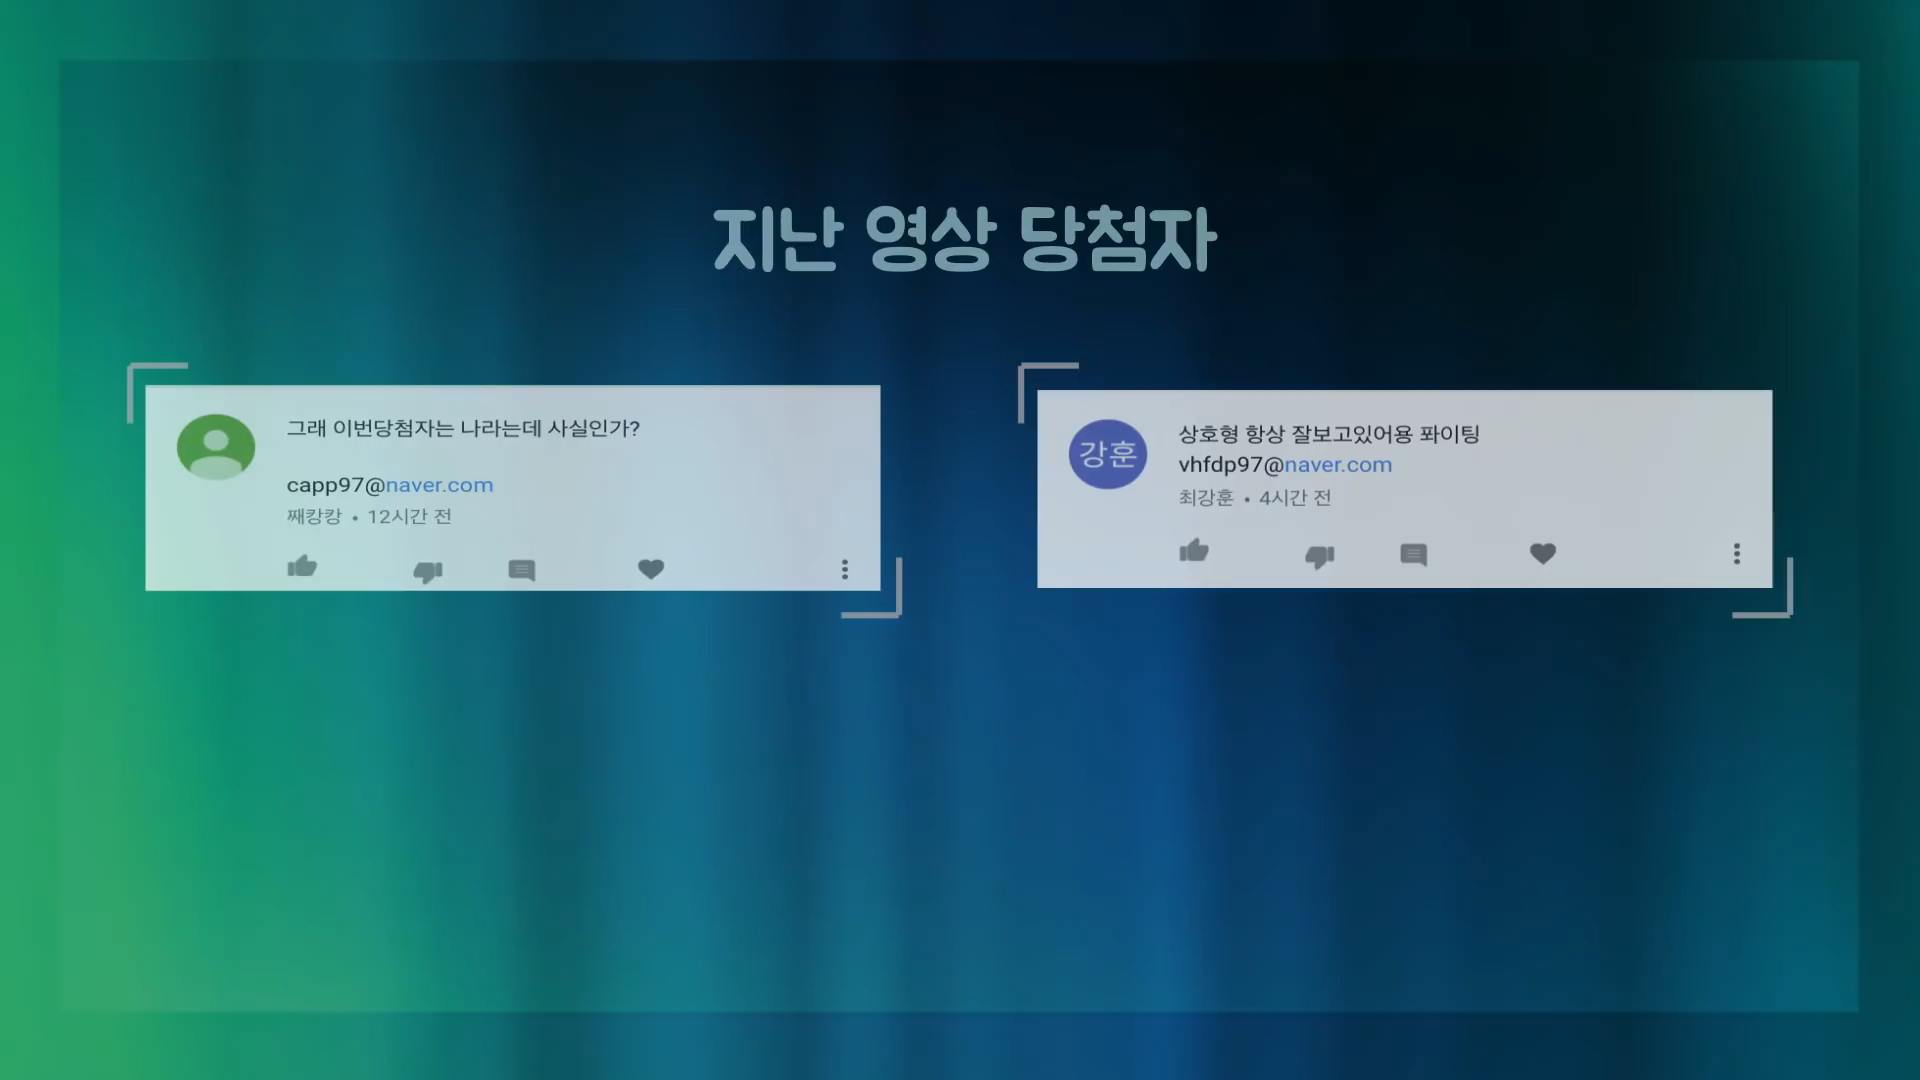 지난 영상 당첨자
그래 이번당첨자는 나라는데 사실인가?
capp97@naver.com
째캉캉 • 12시간 전
강훈
상호형 항상 잘보고있어용 퐈이팅
vhfdp97@naver.com
최강훈 • 4시간 전